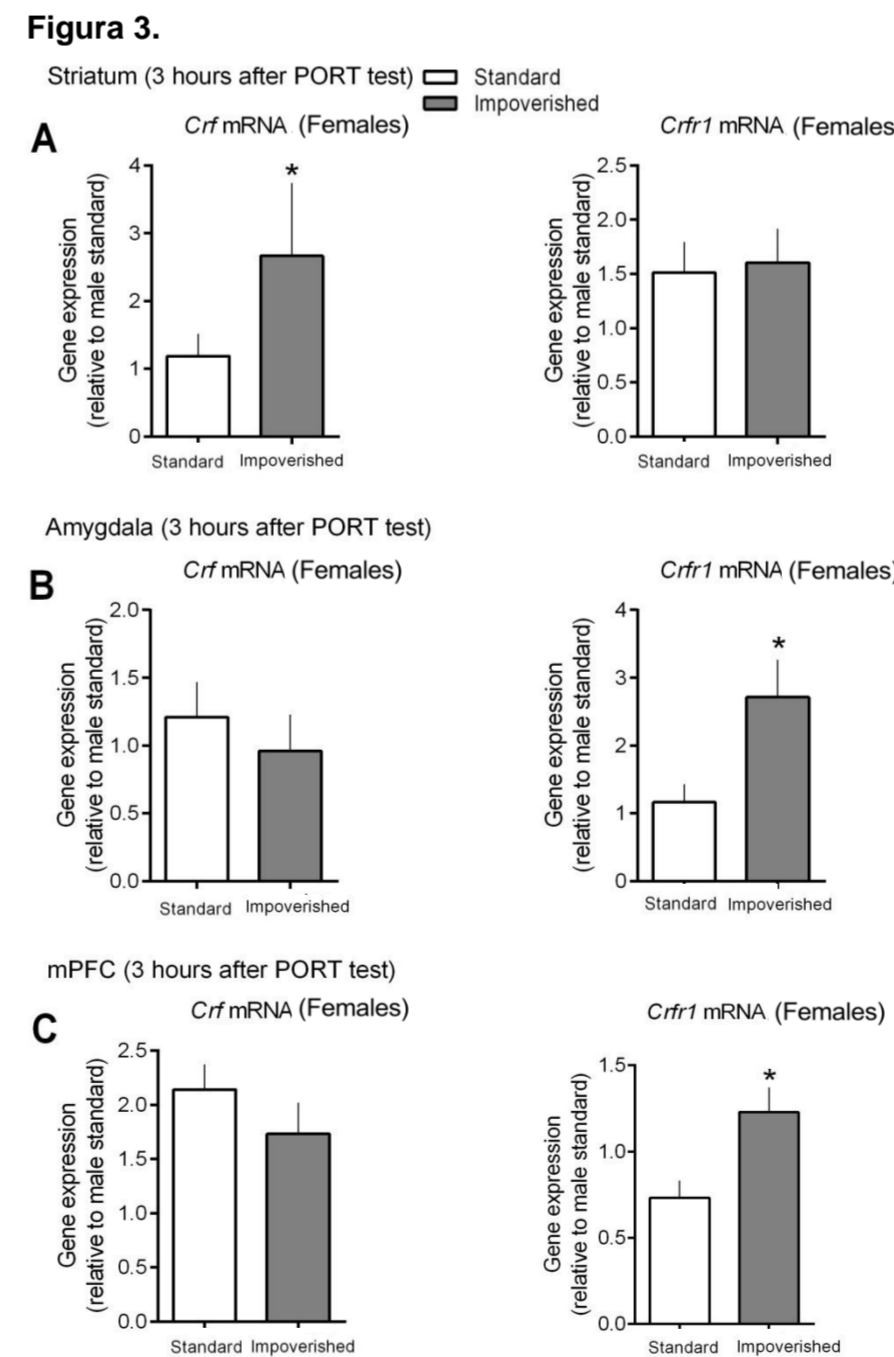 Figura 3.
Striatum (3 hours after PORT test)
Standard
Impoverished
A
Crf mRNA (Females)
Gene expression
(relative to male standard)
4
3
2
1
0
*
Standard Impoverished
Crfr1 mRNA (Females
Gene expression
(relative to male standard)
2.5
2.0
1.5
1.0
0.5
0.0
Standard Impoverished
Amygdala (3 hours after PORT test)
B
Crf mRNA (Females)
Gene expression
(relative to male standard)
2.0
1.5
1.0
0.5
0.0
Standard Impoverished
Crfr1 mRNA (Females)
Gene expression
(relative to male standard)
4
3
2
1
0
*
Standard Impoverished
mPFC (3 hours after PORT test)
C
Crf mRNA (Females)
Gene expression
(relative to male standard)
2.5
2.0
1.5
1.0
0.5
0.0
Standard Impoverished
Crfr1 mRNA (Females)
Gene expression
(relative to male standard)
1.5
1.0
0.5
0.0
*
Standard Impoverished